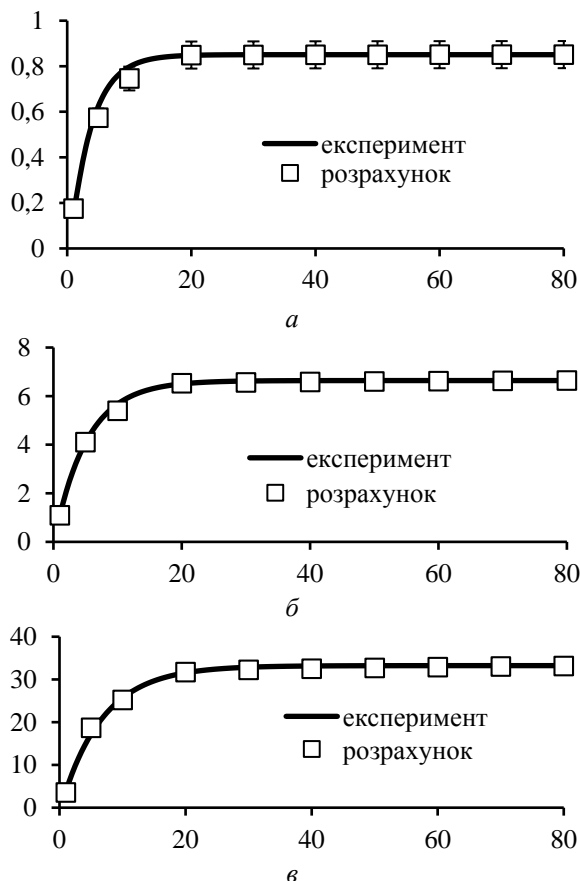 1
0,8
0,6
0,4
0,2
0
експеримент
розрахунок
0 20 40 60 80
а
8
6
4
2
0
експеримент
розрахунок
0 20 40 60 80
б
40
30
20
10
0
експеримент
розрахунок
0 20 40 60 80
в